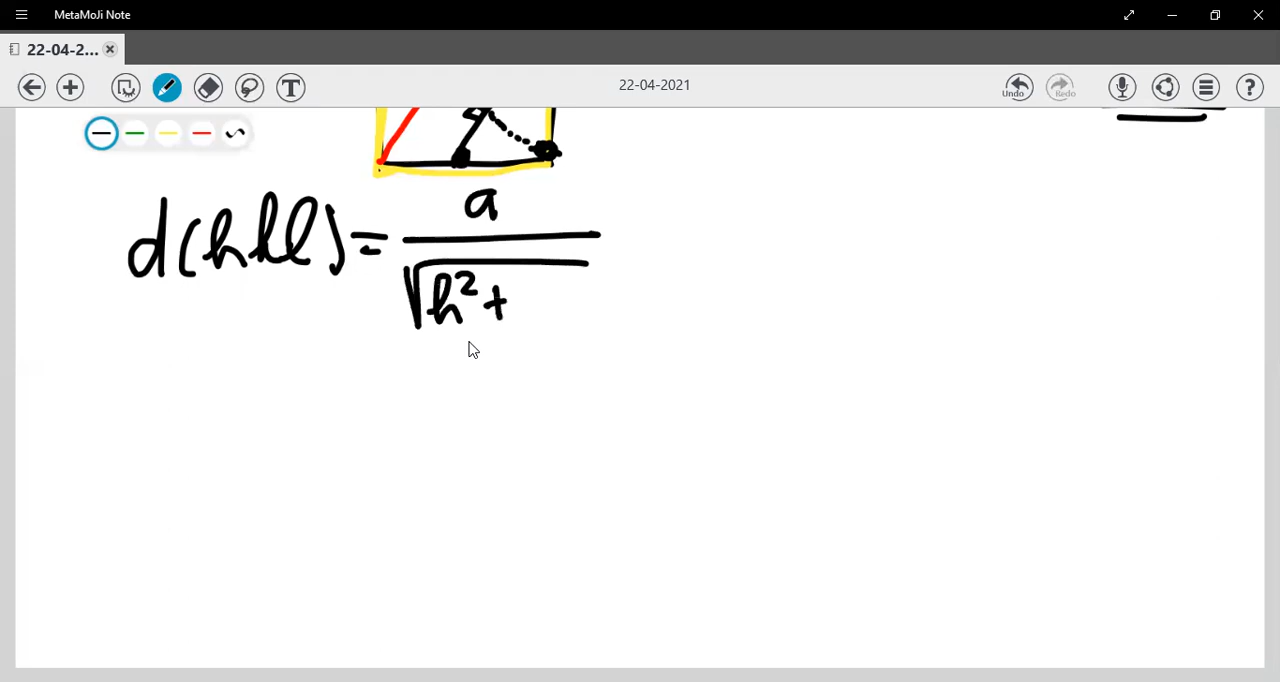 MetaMoJi Note
22-04-2...
22-04-2021
Undo
Redo
T
?
a
d(hkl) =
√h² +